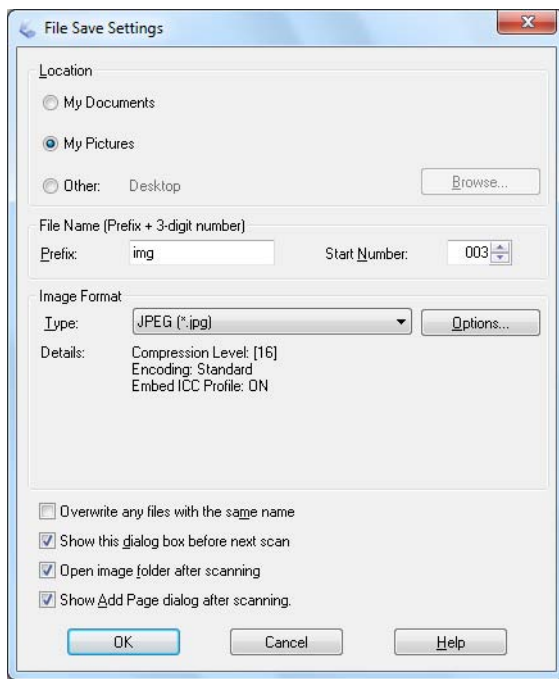 File Save Settings
Location
My Documents
My Pictures
Other: Desktop Browse...
File Name (Prefix + 3-digit number)
Prefix: img Start Number: 003
Image Format
Type: JPEG (*.jpg) Options...
Details: Compression Level: [16]
Encoding: Standard
Embed ICC Profile: ON
Overwrite any files with the same name
Show this dialog box before next scan
Open image folder after scanning
Show Add Page dialog after scanning.
OK Cancel Help